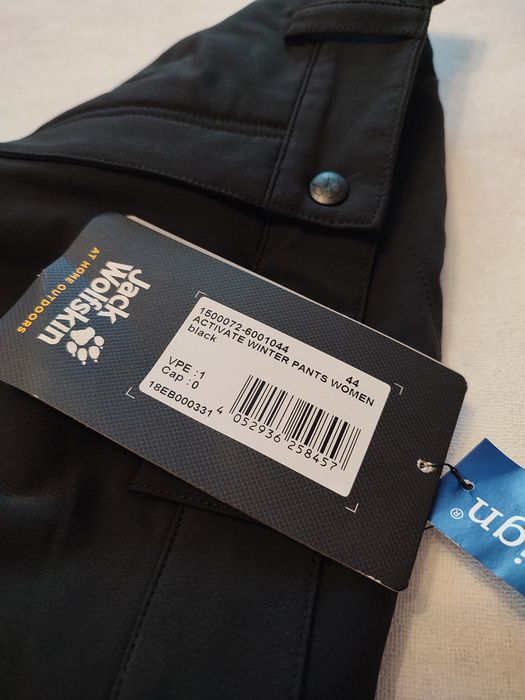 Jack
Wolfskin
AT HOME OUTDOORS
1500072-6001044 44
ACTIVATE WINTER PANTS WOMEN
black
VPE :1
Cap :0
18EB000331
4 052936 258457
ign®